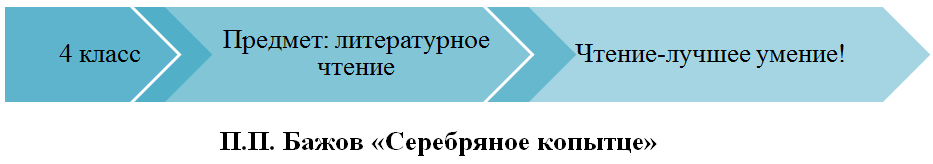 4 класс
Предмет: литературное
чтение
Чтение-лучшее умение!
П.П. Бажов «Серебряное копытце»